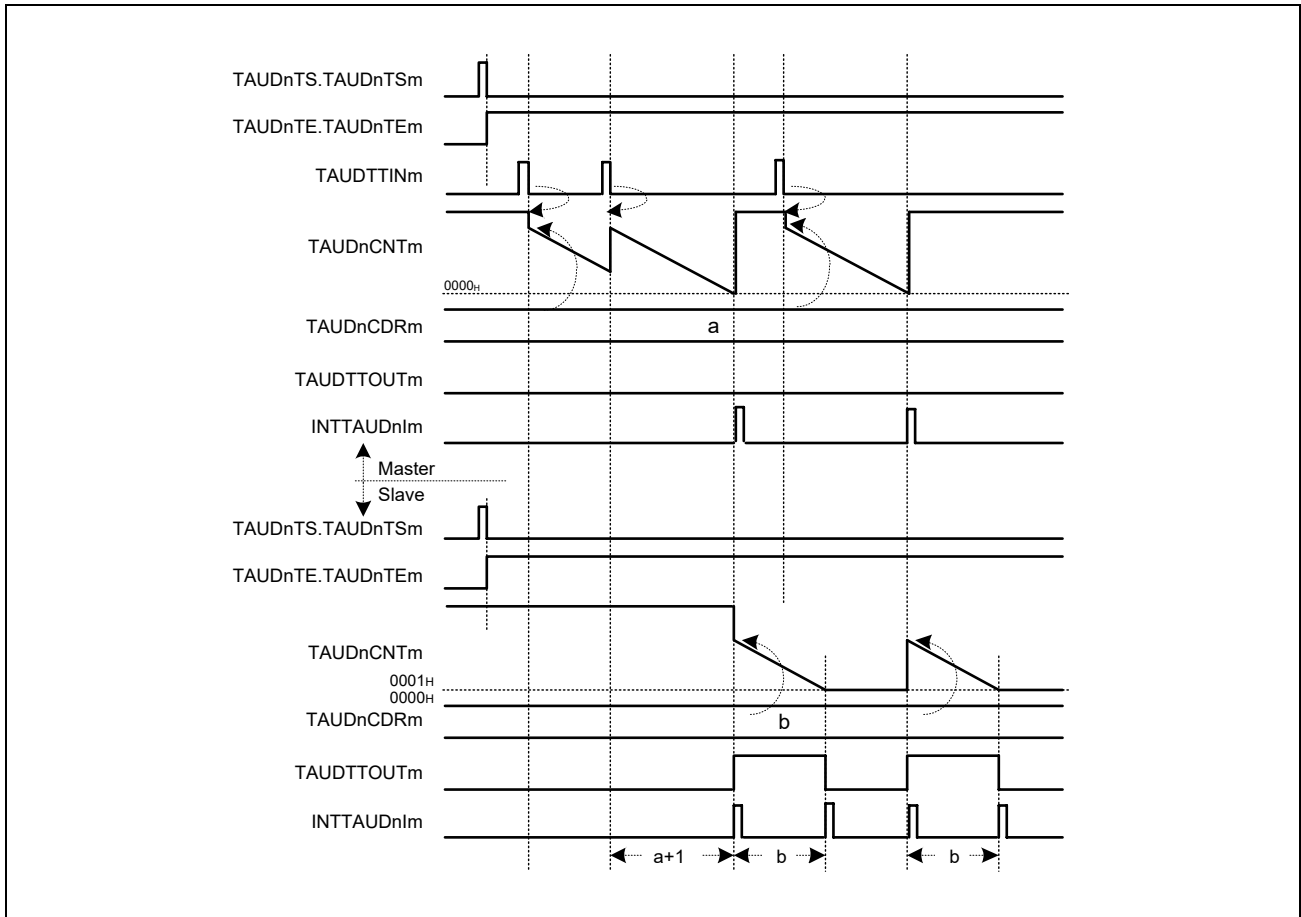 TAUDnTS.TAUDnTSm
TAUDnTE.TAUDnTEm
TAUDTTINm
TAUDnCNTm
0000H
TAUDnCDRm
a
TAUDTTOUTm
INTTAUDnIm
Master
Slave
TAUDnTS.TAUDnTSm
TAUDnTE.TAUDnTEm
TAUDnCNTm
0001H
0000H
TAUDnCDRm
b
TAUDTTOUTm
INTTAUDnIm
a+1 b b